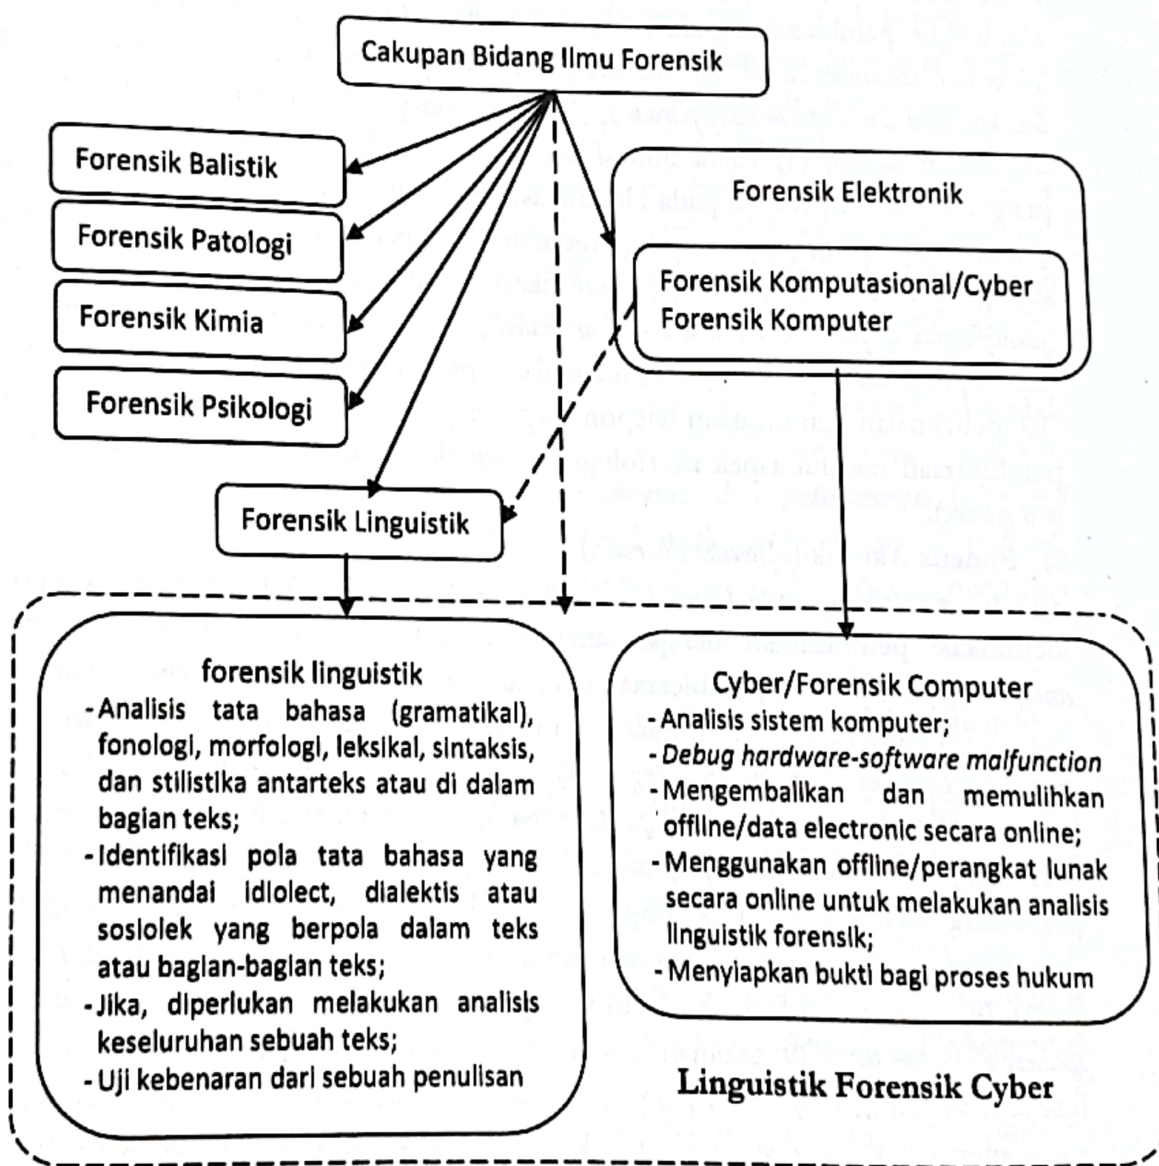 Cakupan Bidang Ilmu Forensik
Forensik Balistik
Forensik Patologi
Forensik Kimia
Forensik Psikologi
Forensik Elektronik
Forensik Komputasional/Cyber
Forensik Komputer
Forensik Linguistik
forensik linguistik
- Analisis tata bahasa (gramatikal),
fonologi, morfologi, leksikal, sintaksis,
dan stilistika antarteks atau di dalam
bagian teks;
- Identifikasi pola tata bahasa yang
menandai idiolect, dialektis atau
sosiolek yang berpola dalam teks
atau bagian-bagian teks;
- Jika, diperlukan melakukan analisis
keseluruhan sebuah teks;
- Uji kebenaran dari sebuah penulisan
Cyber/Forensik Computer
- Analisis sistem komputer;
- Debug hardware-software malfunction
- Mengembalikan dan memulihkan
offline/data electronic secara online;
- Menggunakan offline/perangkat lunak
secara online untuk melakukan analisis
linguistik forensik;
- Menyiapkan bukti bagi proses hukum
Linguistik Forensik Cyber